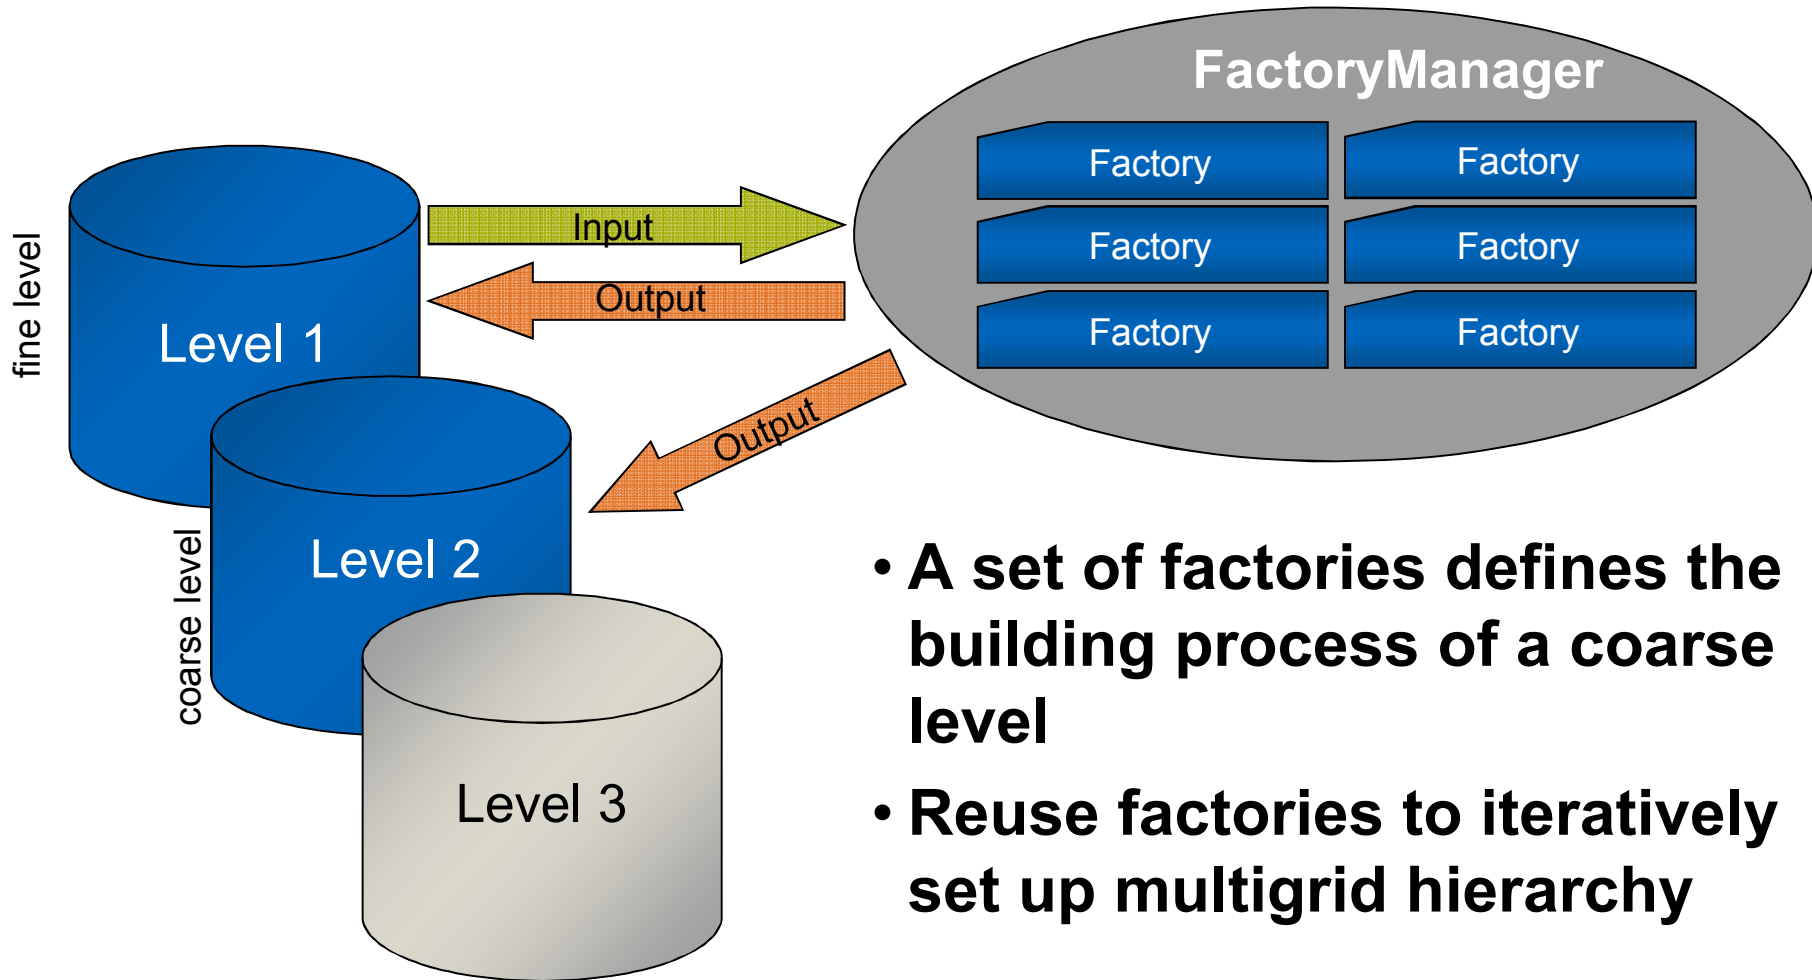 FactoryManager
Factory
Factory
Factory
Factory
Factory
Factory
Input
Output
Output
fine level
Level 1
coarse level
Level 2
Level 3
• A set of factories defines the
building process of a coarse
level
• Reuse factories to iteratively
set up multigrid hierarchy